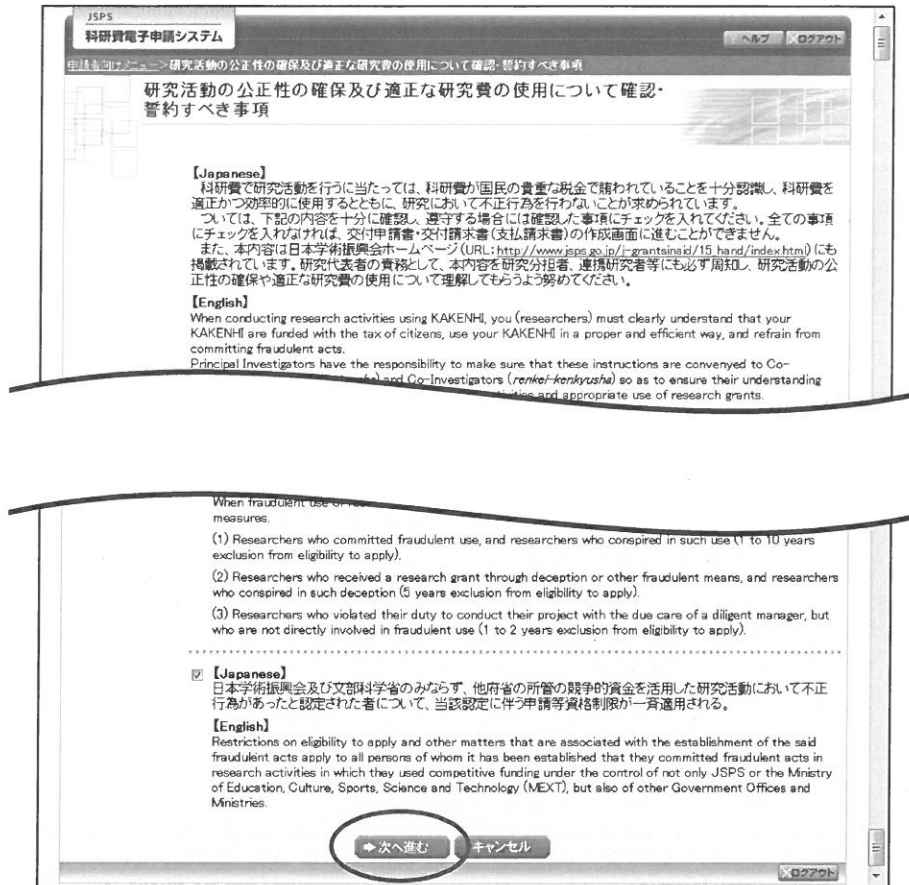 JSPS
科研費電子申請システム
ヘルプ ログアウト
申請者向けメニュー>研究活動の公正性の確保及び適正な研究費の使用について確認・誓約すべき事項
研究活動の公正性の確保及び適正な研究費の使用について確認・
誓約すべき事項
【Japanese】
科研費で研究活動を行うに当たっては、科研費が国民の貴重な税金で賄われていることを十分認識し、科研費を
適正かつ効率的に使用するとともに、研究において不正行為を行わないことが求められています。
ついては、下記の内容を十分に確認し、遵守する場合には確認した事項にチェックを入れてください。全ての事項
にチェックを入れなければ、交付申請書・交付請求書(支払請求書)の作成画面に進むことができません。
また、本内容は日本学術振興会ホームページ(URL:http://www.jsps.go.jp/j-grantsinaid/15_hand/index.html)にも
掲載されています。研究代表者の責務として、本内容を研究分担者、連携研究者等にも必ず周知し、研究活動の公
正性の確保や適正な研究費の使用について理解してもらうよう努めてください。
【English】
When conducting research activities using KAKENHI, you (researchers) must clearly understand that your
KAKENHI are funded with the tax of citizens, use your KAKENHI in a proper and efficient way, and refrain from
committing fraudulent acts.
Principal Investigators have the responsibility to make sure that these instructions are convenyed to Co-
and Co-Investigators (renkei-kenkyusha) so as to ensure their understanding
and appropriate use of research grants.
When fraudulent use of
measures.
(1) Researchers who committed fraudulent use, and researchers who conspired in such use (1 to 10 years
exclusion from eligibility to apply).
(2) Researchers who received a research grant through deception or other fraudulent means, and researchers
who conspired in such deception (5 years exclusion from eligibility to apply).
(3) Researchers who violated their duty to conduct their project with the due care of a diligent manager, but
who are not directly involved in fraudulent use (1 to 2 years exclusion from eligibility to apply).
【Japanese】
日本学術振興会及び文部科学省のみならず、他府省の所管の競争的資金を活用した研究活動において不正
行為があったと認定された者について、当該認定に伴う申請等資格制限が一斉適用される。
【English】
Restrictions on eligibility to apply and other matters that are associated with the establishment of the said
fraudulent acts apply to all persons of whom it has been established that they committed fraudulent acts in
research activities in which they used competitive funding under the control of not only JSPS or the Ministry
of Education, Culture, Sports, Science and Technology (MEXT), but also of other Government Offices and
Ministries.
次へ進む キャンセル
ログアウト